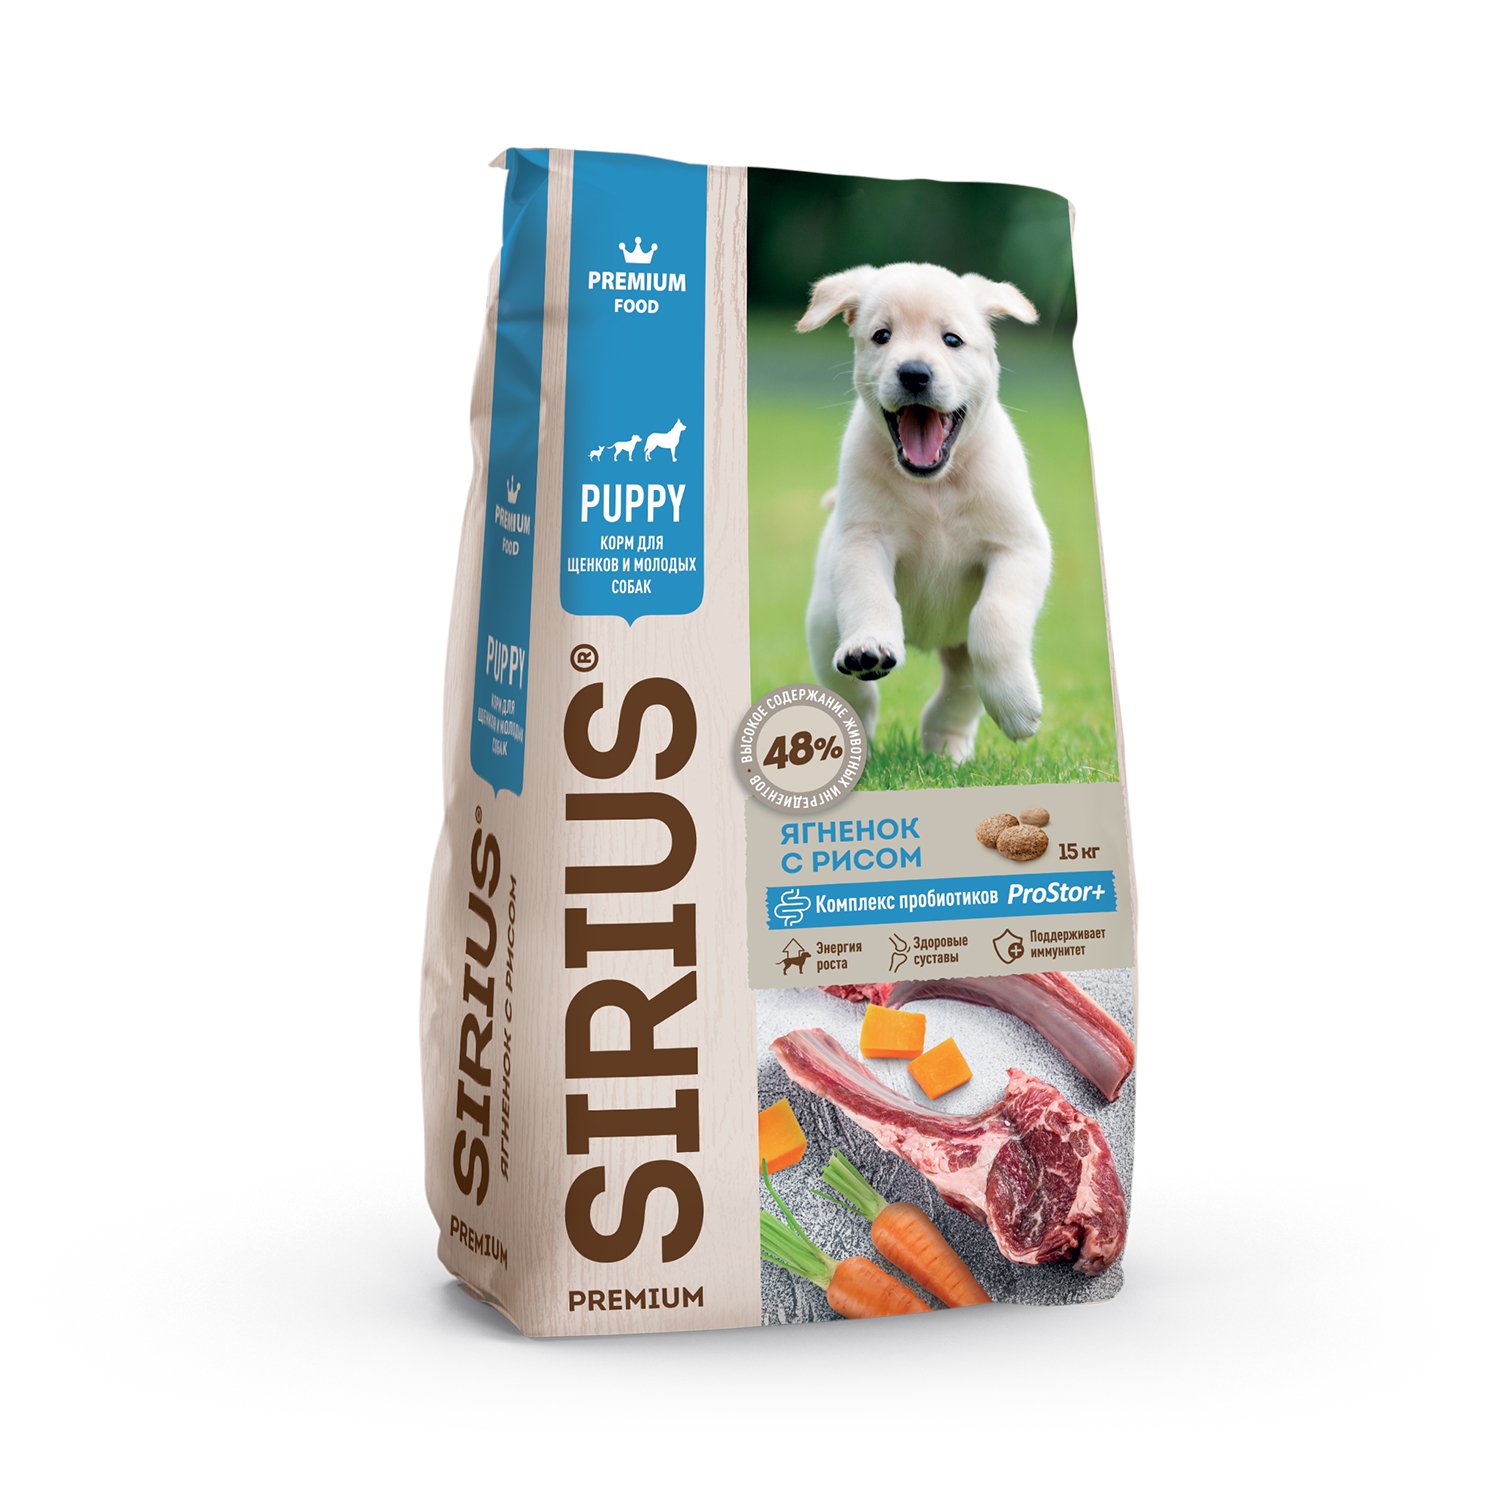 PREMIUM
FOOD
PUPPY
КОРМ ДЛЯ
ЩЕНКОВ И МОЛОДЫХ
СОБАК
SIRIUS®
PREMIUM
PREMIUM
FOOD
PUPPY
КОРМ ДЛЯ
ЩЕНКОВ И МОЛОДЫХ
СОБАК
SIRIUS®
ЯГНЕНОК С РИСОМ
PREMIUM
ВЫСОКОЕ СОДЕРЖАНИЕ ЖИВОТНЫХ ИНГРЕДИЕНТОВ
48%
ЯГНЕНОК
С РИСОМ
15 кг
Комплекс пробиотиков ProStor+
Энергия
роста
Здоровые
суставы
Поддерживает
иммунитет